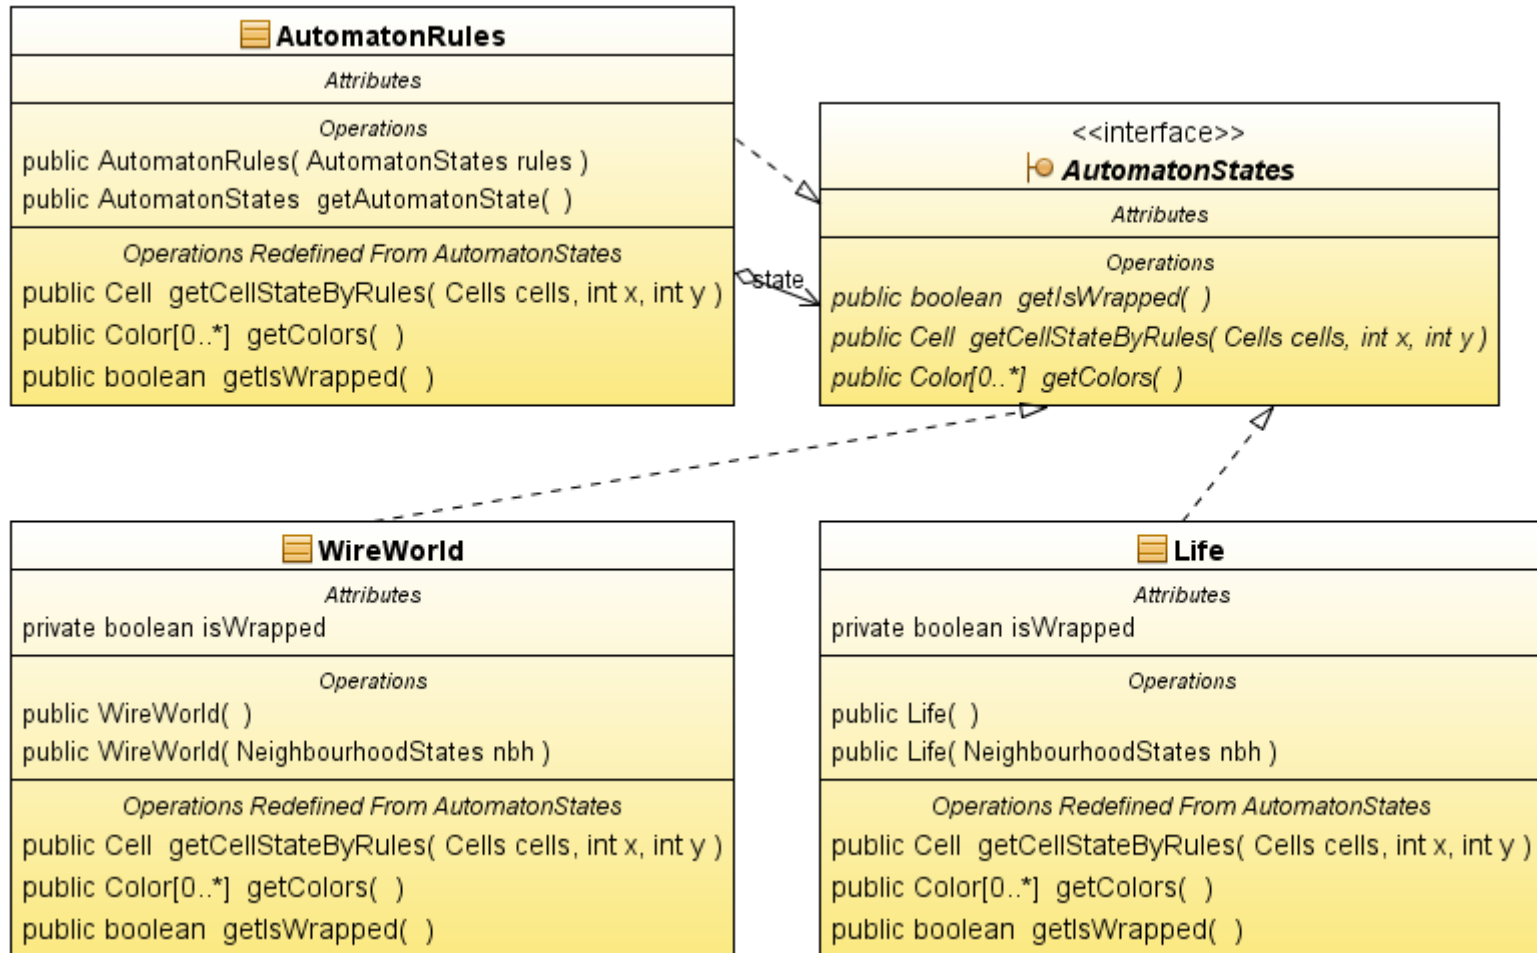 AutomatonRules
Attributes
Operations
public AutomatonRules( AutomatonStates rules )
public AutomatonStates getAutomatonState( )
Operations Redefined From AutomatonStates
public Cell getCellStateByRules( Cells cells, int x, int y )
public Color[0..*] getColors( )
public boolean getIsWrapped( )
state
<<interface>>
AutomatonStates
Attributes
Operations
public boolean getIsWrapped( )
public Cell getCellStateByRules( Cells cells, int x, int y )
public Color[0..*] getColors( )
WireWorld
Attributes
private boolean isWrapped
Operations
public WireWorld( )
public WireWorld( NeighbourhoodStates nbh )
Operations Redefined From AutomatonStates
public Cell getCellStateByRules( Cells cells, int x, int y )
public Color[0..*] getColors( )
public boolean getIsWrapped( )
Life
Attributes
private boolean isWrapped
Operations
public Life( )
public Life( NeighbourhoodStates nbh )
Operations Redefined From AutomatonStates
public Cell getCellStateByRules( Cells cells, int x, int y )
public Color[0..*] getColors( )
public boolean getIsWrapped( )